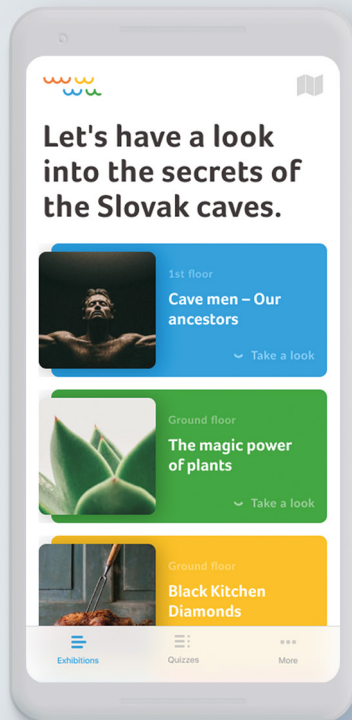 Let's have a look
into the secrets of
the Slovak caves.
1st floor
Cave men – Our
ancestors
Take a look
Ground floor
The magic power
of plants
Take a look
Ground floor
Black Kitchen
Diamonds
Exhibitions
Quizzes
More